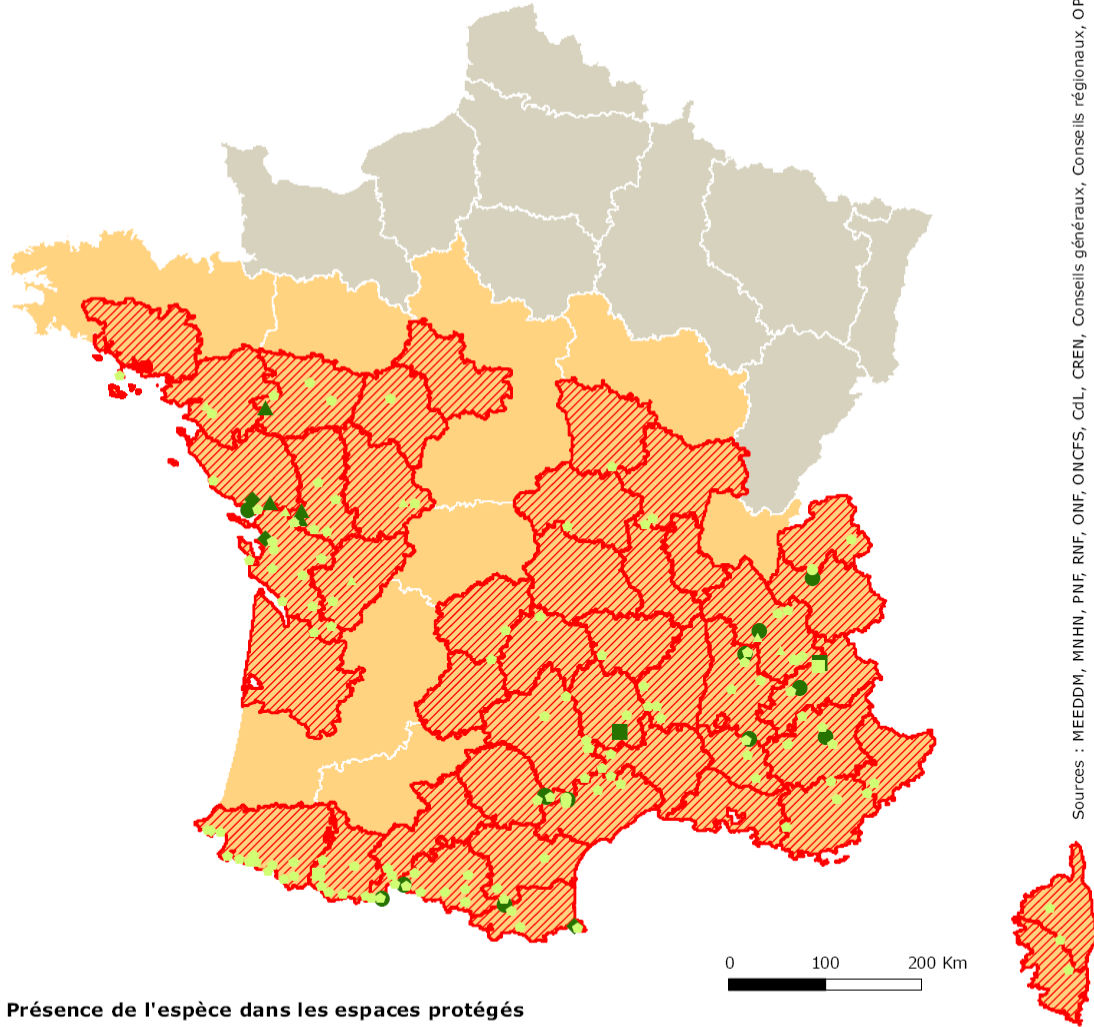 Sources : MEEDDM, MNHN, PNF, RNF, ONF, ONCFS, CdL, CREN, Conseils généraux, Conseils régionaux, OP
0 100 200 Km
Présence de l'espèce dans les espaces protégés